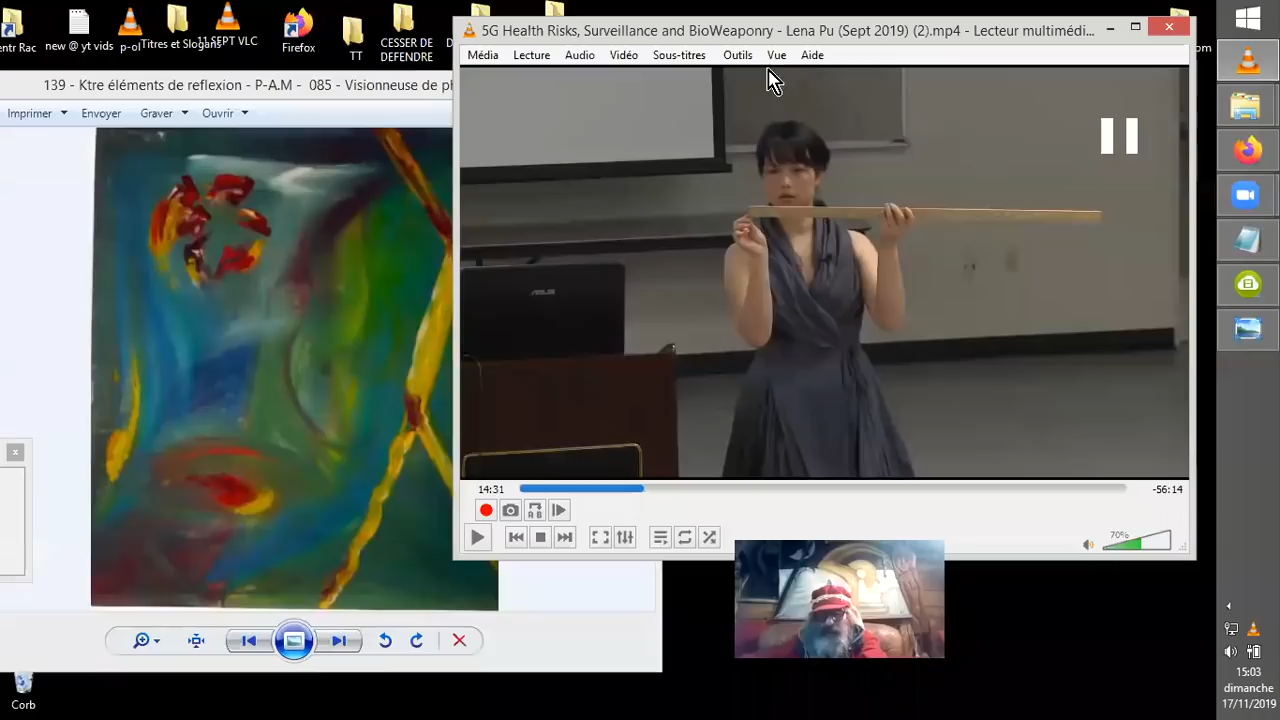 entr Rac
new @ yt vids
p-ol
Titres et Slogans
11SEPT VLC
Firefox
TT
CESSER DE
DEFENDRE
5G Health Risks, Surveillance and BioWeaponry - Lena Pu (Sept 2019) (2).mp4 - Lecteur multimédi...
Média Lecture Audio Vidéo Sous-titres Outils Vue Aide
139 - Ktre éléments de reflexion - P-A.M - 085 - Visionneuse de ph
Imprimer Envoyer Graver Ouvrir
ASUS
14:31
-56:14
70%
Corb
15:03
dimanche
17/11/2019